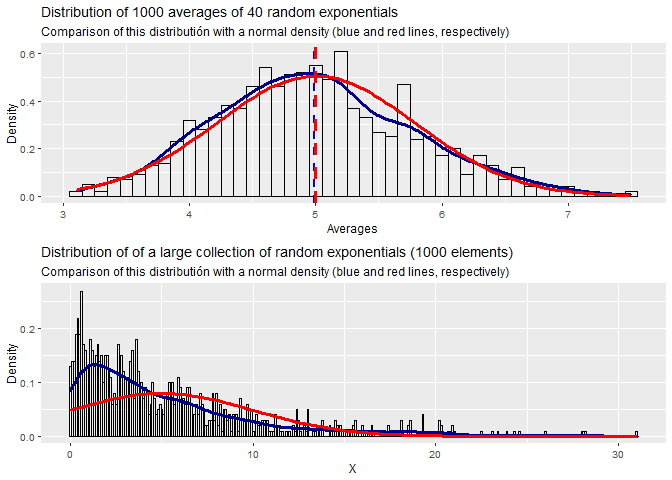 Distribution of 1000 averages of 40 random exponentials
Comparison of this distributión with a normal density (blue and red lines, respectively)
Density
0.6
0.4
0.2
0.0
3
4
5
6
7
Averages
Distribution of of a large collection of random exponentials (1000 elements)
Comparison of this distributión with a normal density (blue and red lines, respectively)
Density
0.2
0.1
0.0
0
10
20
30
X